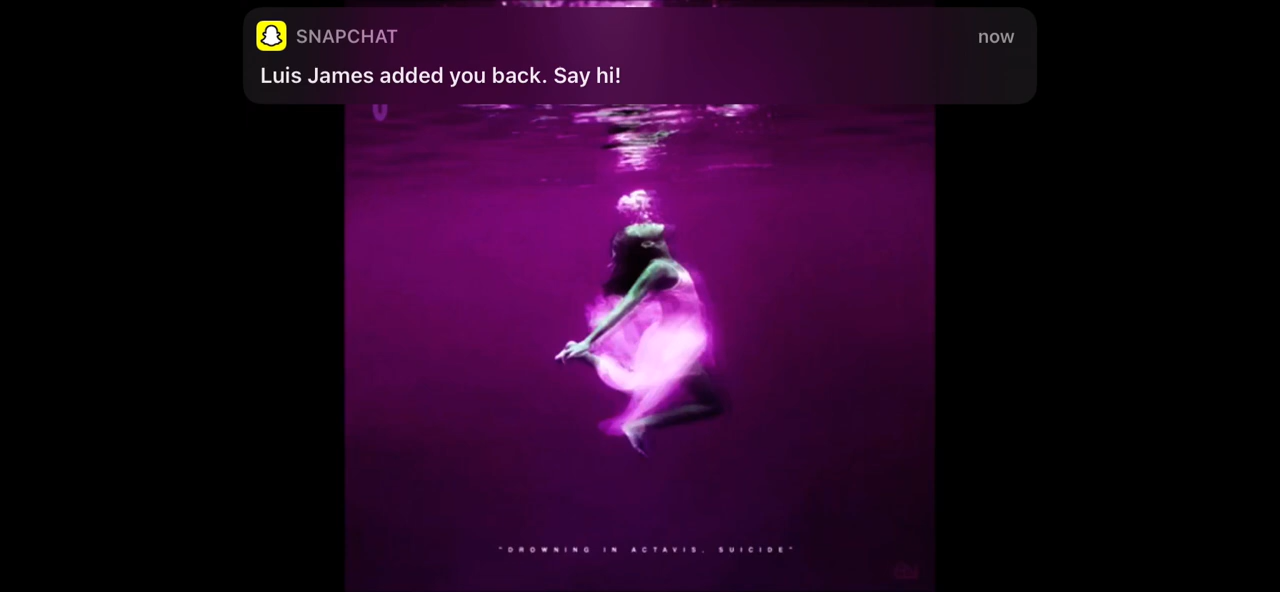 SNAPCHAT
now
Luis James added you back. Say hi!
"DROWNING IN ACTAVIS, SUICIDE"